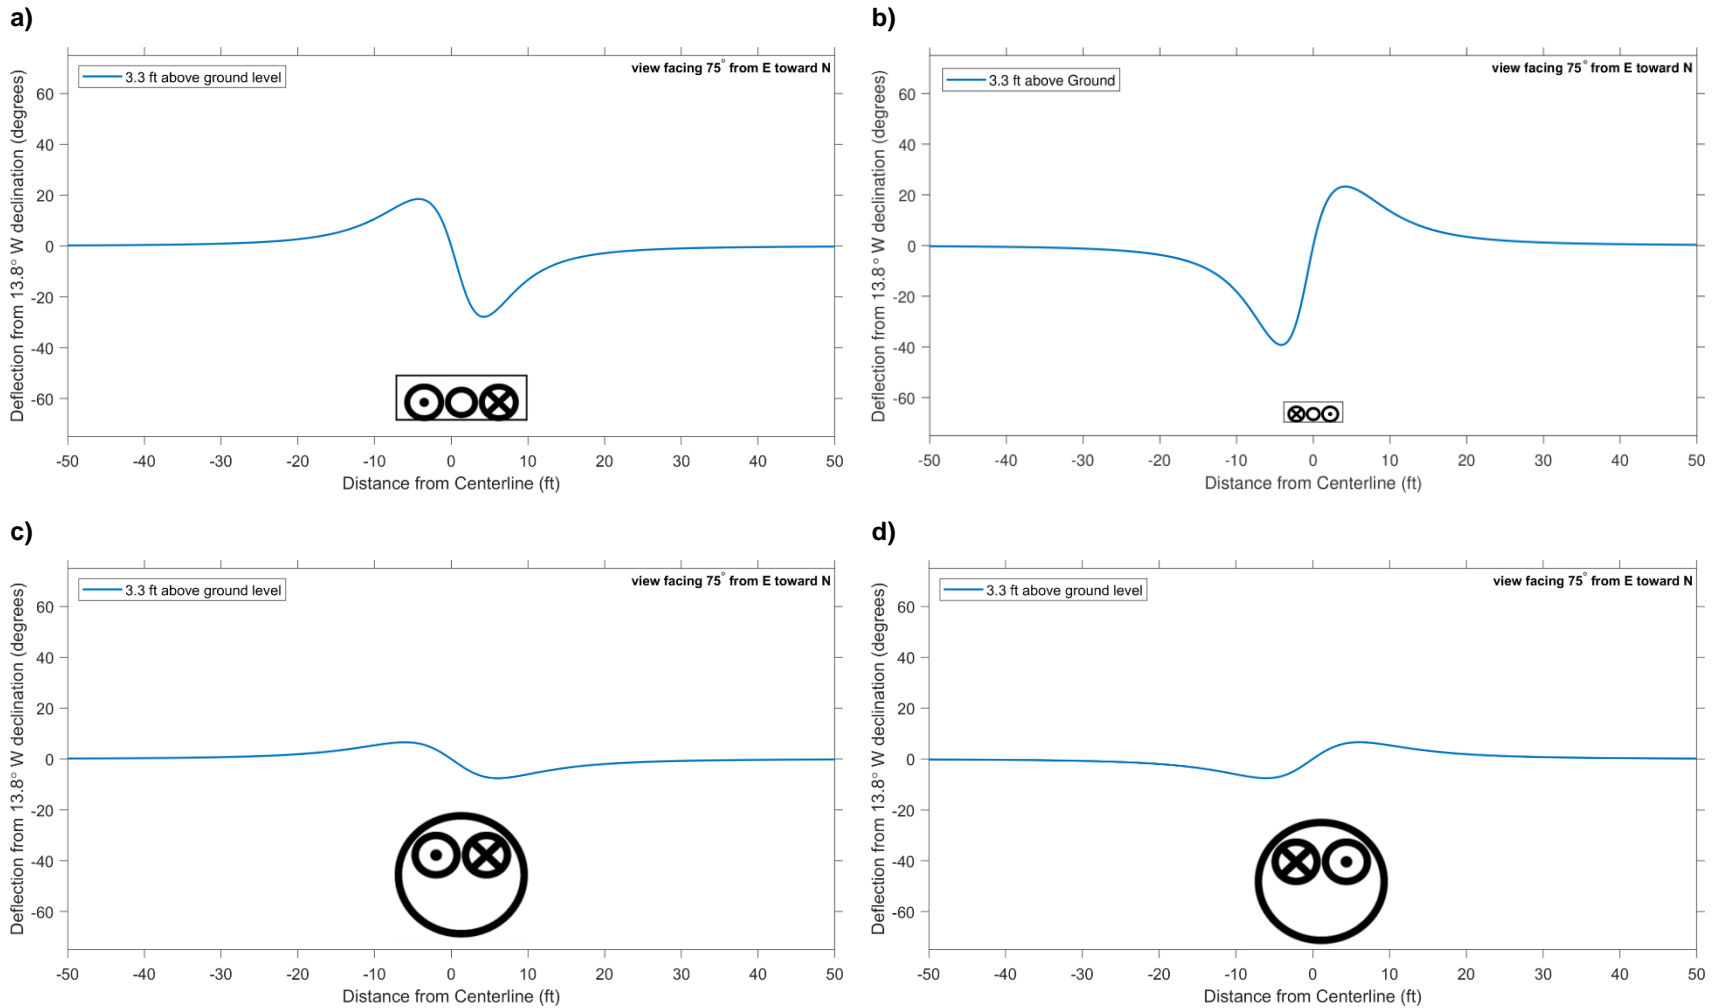 a)
3.3 ft above ground level
view facing 75° from E toward N
Deflection from 13.8° W declination (degrees)
60
40
20
0
-20
-40
-60
-50 -40 -30 -20 -10 0 10 20 30 40 50
Distance from Centerline (ft)
b)
3.3 ft above Ground
view facing 75° from E toward N
Deflection from 13.8° W declination (degrees)
60
40
20
0
-20
-40
-60
-50 -40 -30 -20 -10 0 10 20 30 40 50
Distance from Centerline (ft)
c)
3.3 ft above ground level
view facing 75° from E toward N
Deflection from 13.8° W declination (degrees)
60
40
20
0
-20
-40
-60
-50 -40 -30 -20 -10 0 10 20 30 40 50
Distance from Centerline (ft)
d)
3.3 ft above ground level
view facing 75° from E toward N
Deflection from 13.8° W declination (degrees)
60
40
20
0
-20
-40
-60
-50 -40 -30 -20 -10 0 10 20 30 40 50
Distance from Centerline (ft)